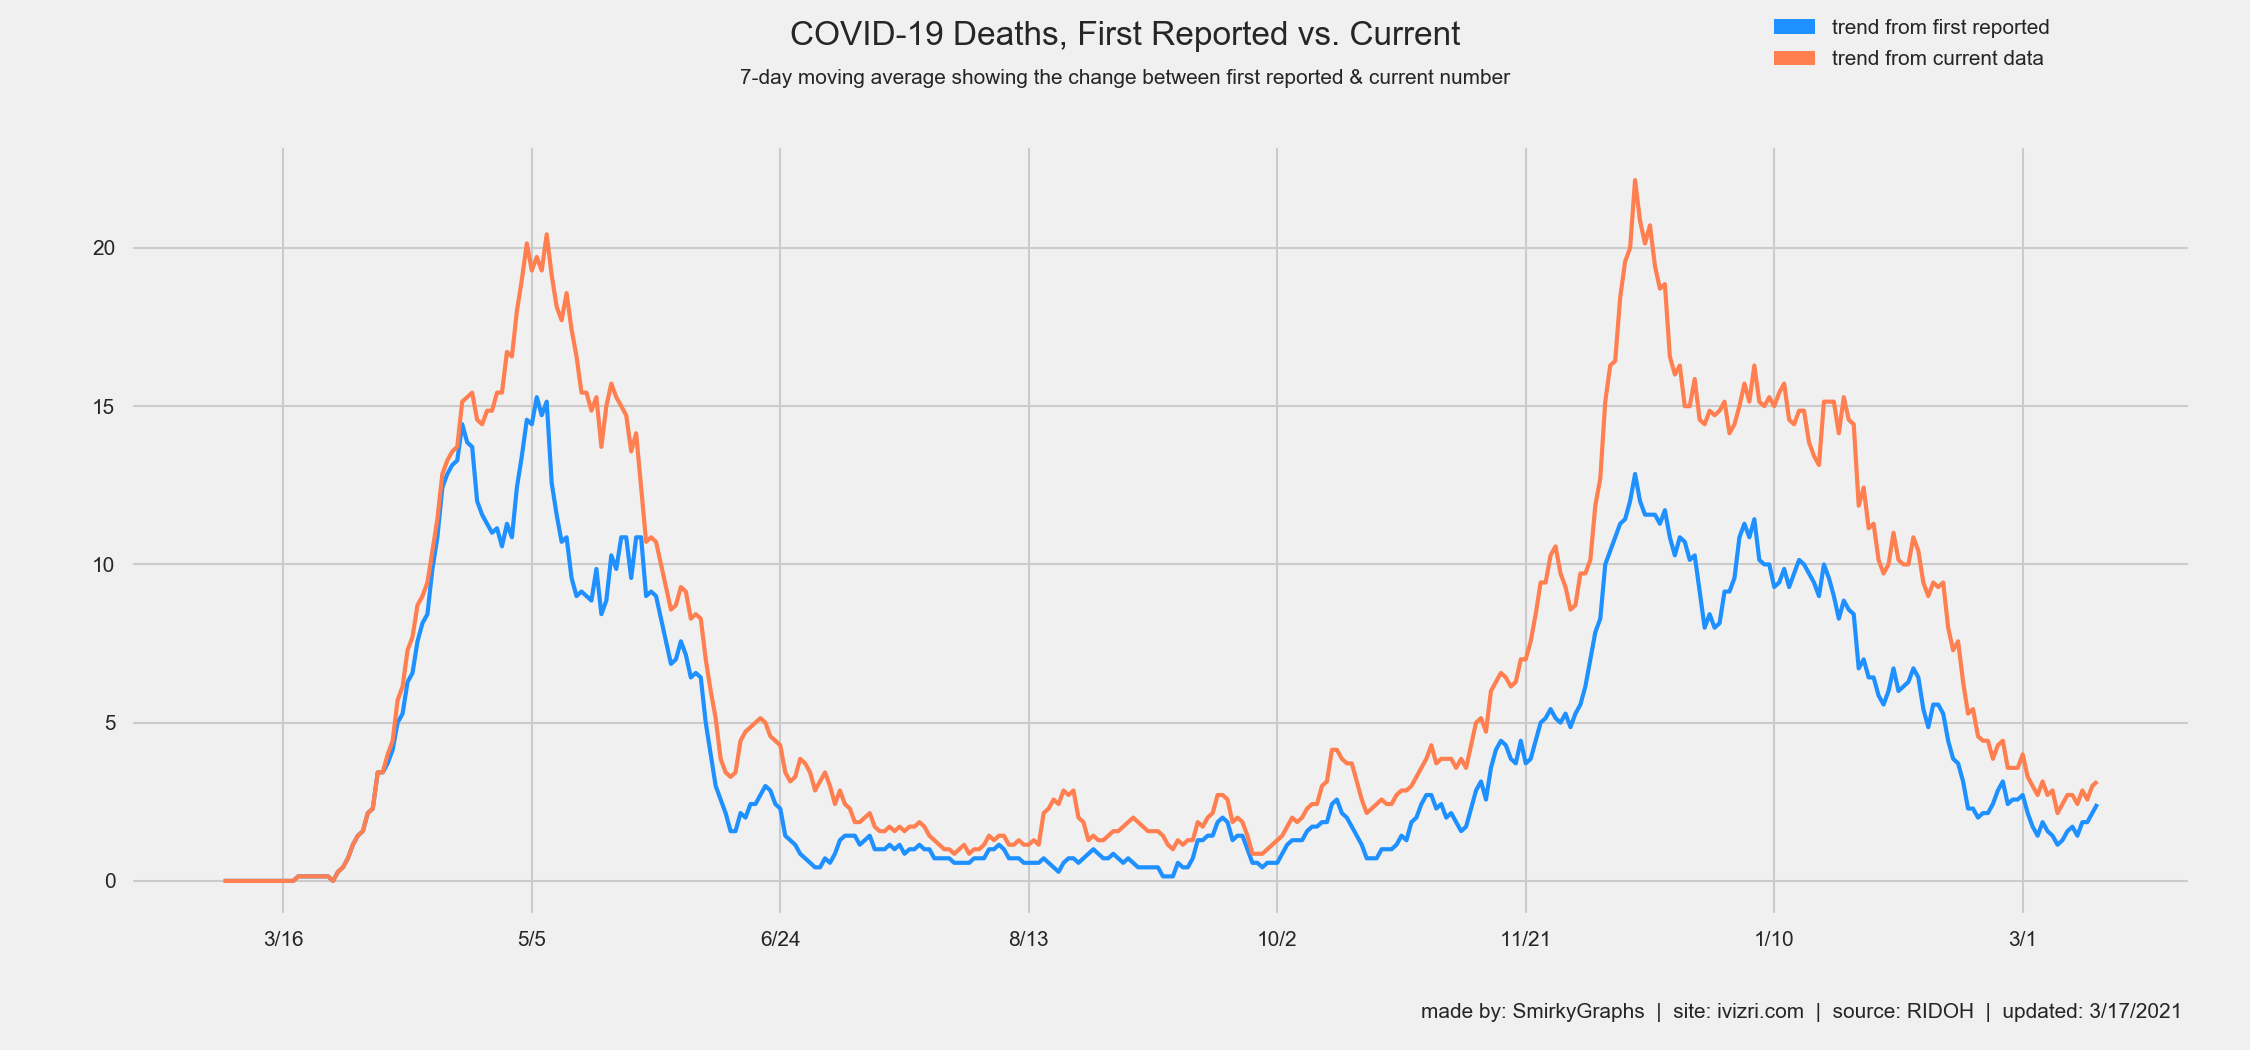 COVID-19 Deaths, First Reported vs. Current
7-day moving average showing the change between first reported & current number
trend from first reported
trend from current data
20
15
10
5
0
3/16 5/5 6/24 8/13 10/2 11/21 1/10 3/1
made by: SmirkyGraphs | site: ivizri.com | source: RIDOH | updated: 3/17/2021